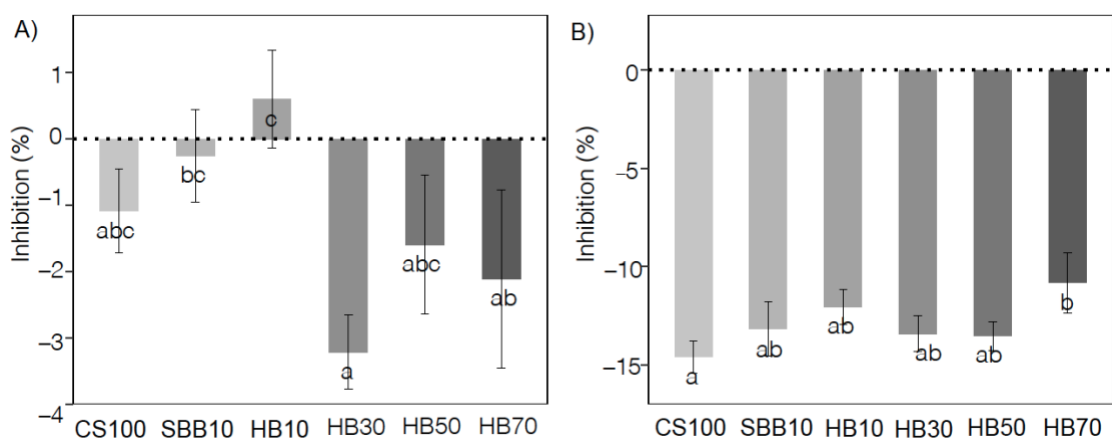 A)
Inhibition (%)
1
0
−1
−2
−3
−4
abc
bc
c
a
abc
ab
CS100 SBB10 HB10 HB30 HB50 HB70
B)
Inhibition (%)
0
−5
−10
−15
a
ab
ab
ab
ab
b
CS100 SBB10 HB10 HB30 HB50 HB70